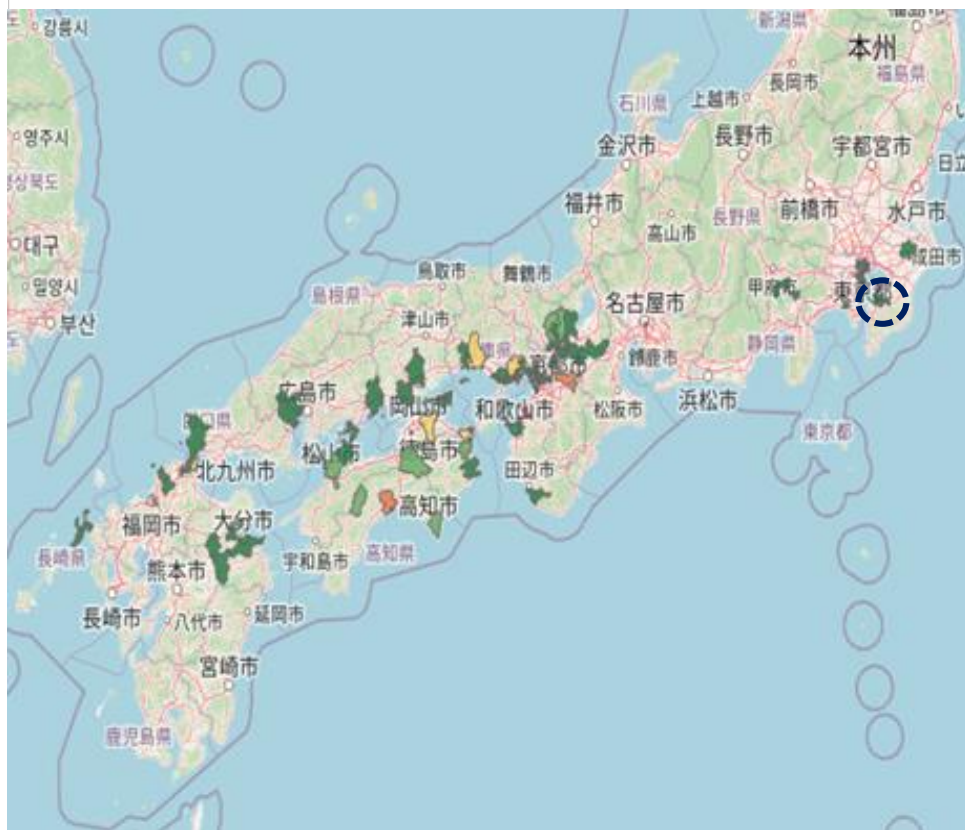 강릉시
新潟県
本州
福島県
長岡市
上越市
石川県
영주시
金沢市
長野市
宇都宮市
日立
福井市
長野県
前橋市
水戸市
대구
高山市
成田市
밀양시
鳥取市
舞鶴市
부산
島根県
津山市
名古屋市
静岡県
鈴鹿市
広島市
岡山市
和歌山市
松阪市
浜松市
東京都
松山市
徳島市
北九州市
田辺市
福岡市
大分市
高知市
長崎県
宇和島市
高知県
熊本市
長崎市
八代市
延岡市
宮崎市
鹿児島県